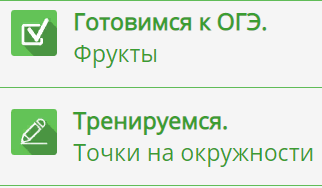 Готовимся к ОГЭ.
Фрукты
Тренируемся.
Точки на окружности